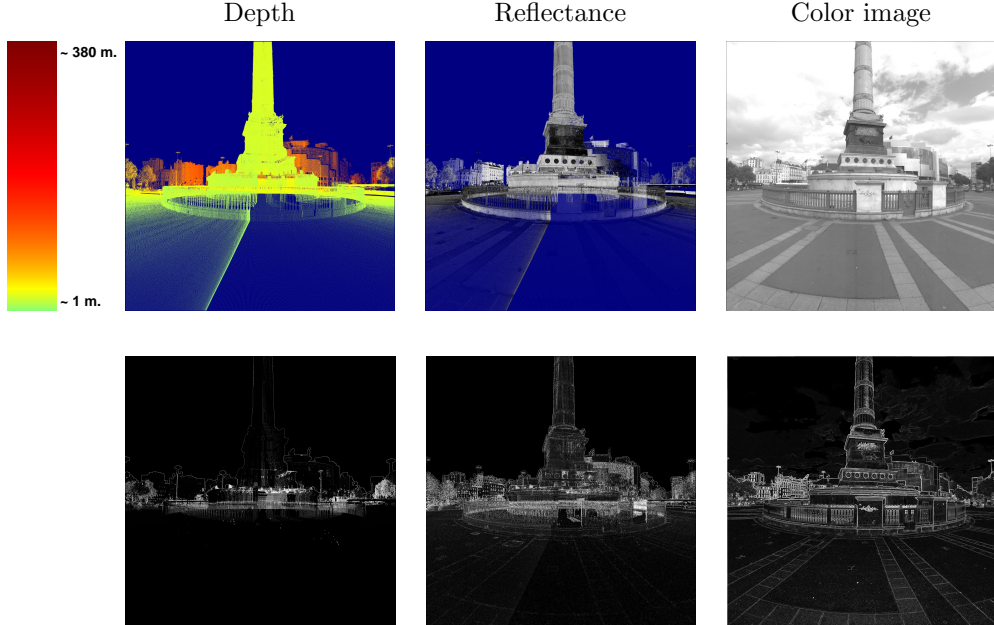 Depth
Reflectance
Color image
~ 380 m.
~ 1 m.